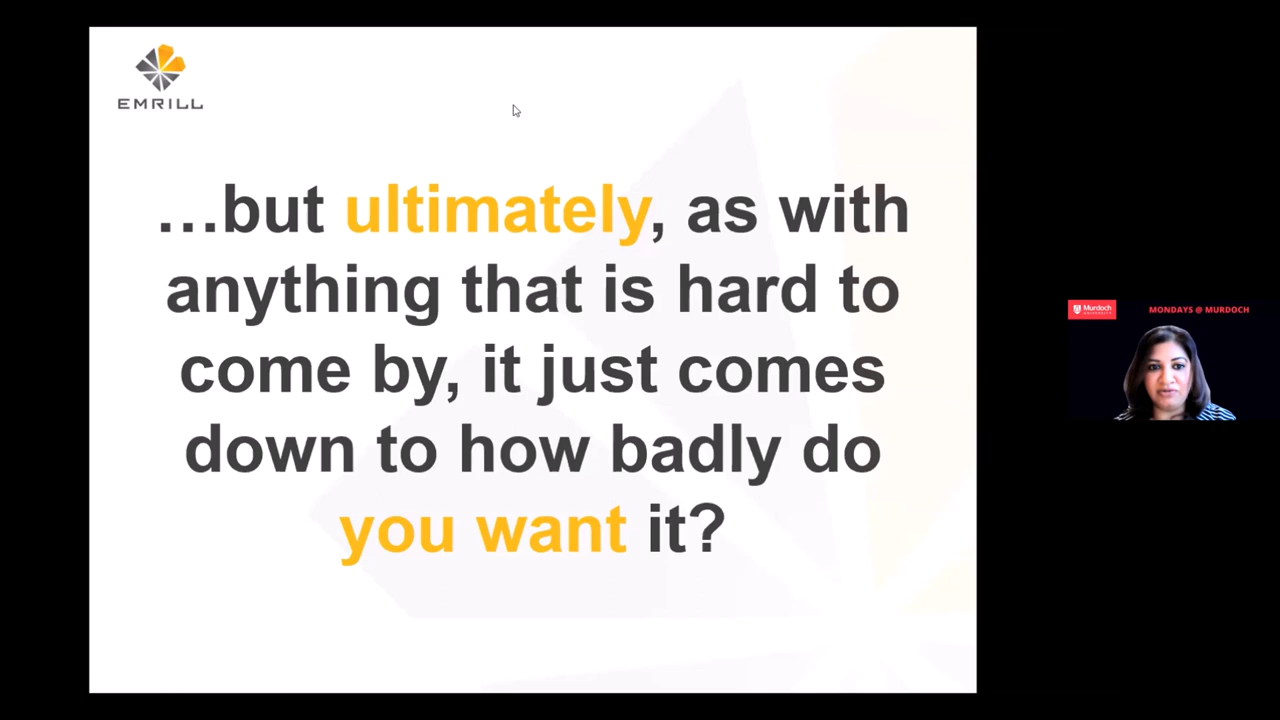 EMRILL
…but ultimately, as with
anything that is hard to
come by, it just comes
down to how badly do
you want it?
Murdoch
UNIVERSITY
MONDAYS @ MURDOCH